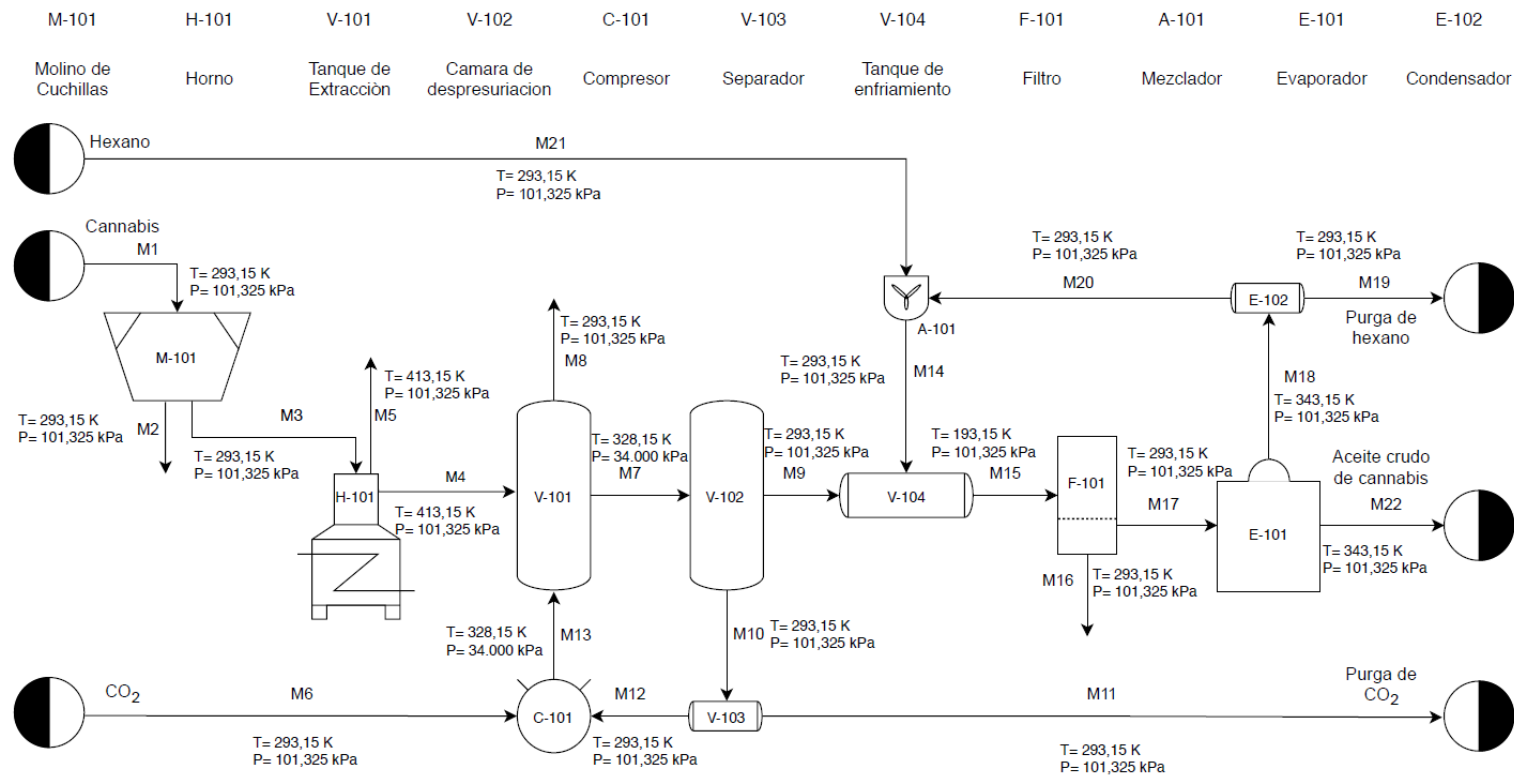 M-101 H-101 V-101 V-102 C-101 V-103 V-104 F-101 A-101 E-101 E-102
Molino de Cuchillas
Horno
Tanque de Extracciòn
Camara de despresuriacion
Compresor
Separador
Tanque de enfriamiento
Filtro
Mezclador
Evaporador
Condensador
Hexano
M21
T= 293,15 K
P= 101,325 kPa
Cannabis
M1
T= 293,15 K
P= 101,325 kPa
M-101
T= 293,15 K
P= 101,325 kPa
M2
M3
T= 293,15 K
P= 101,325 kPa
T= 413,15 K
P= 101,325 kPa
M5
H-101
M4
T= 413,15 K
P= 101,325 kPa
T= 293,15 K
P= 101,325 kPa
M8
V-101
T= 328,15 K
P= 34.000 kPa
M7
V-102
T= 293,15 K
P= 101,325 kPa
M9
A-101
T= 293,15 K
P= 101,325 kPa
M14
V-104
T= 193,15 K
P= 101,325 kPa
M15
F-101
T= 293,15 K
P= 101,325 kPa
M17
M16
T= 293,15 K
P= 101,325 kPa
T= 293,15 K
P= 101,325 kPa
M20
E-102
T= 293,15 K
P= 101,325 kPa
M19
Purga de
hexano
M18
T= 343,15 K
P= 101,325 kPa
E-101
Aceite crudo
de cannabis
M22
T= 343,15 K
P= 101,325 kPa
T= 328,15 K
P= 34.000 kPa
M13
M10
T= 293,15 K
P= 101,325 kPa
CO2
M6
T= 293,15 K
P= 101,325 kPa
C-101
M12
T= 293,15 K
P= 101,325 kPa
V-103
M11
T= 293,15 K
P= 101,325 kPa
Purga de
CO2